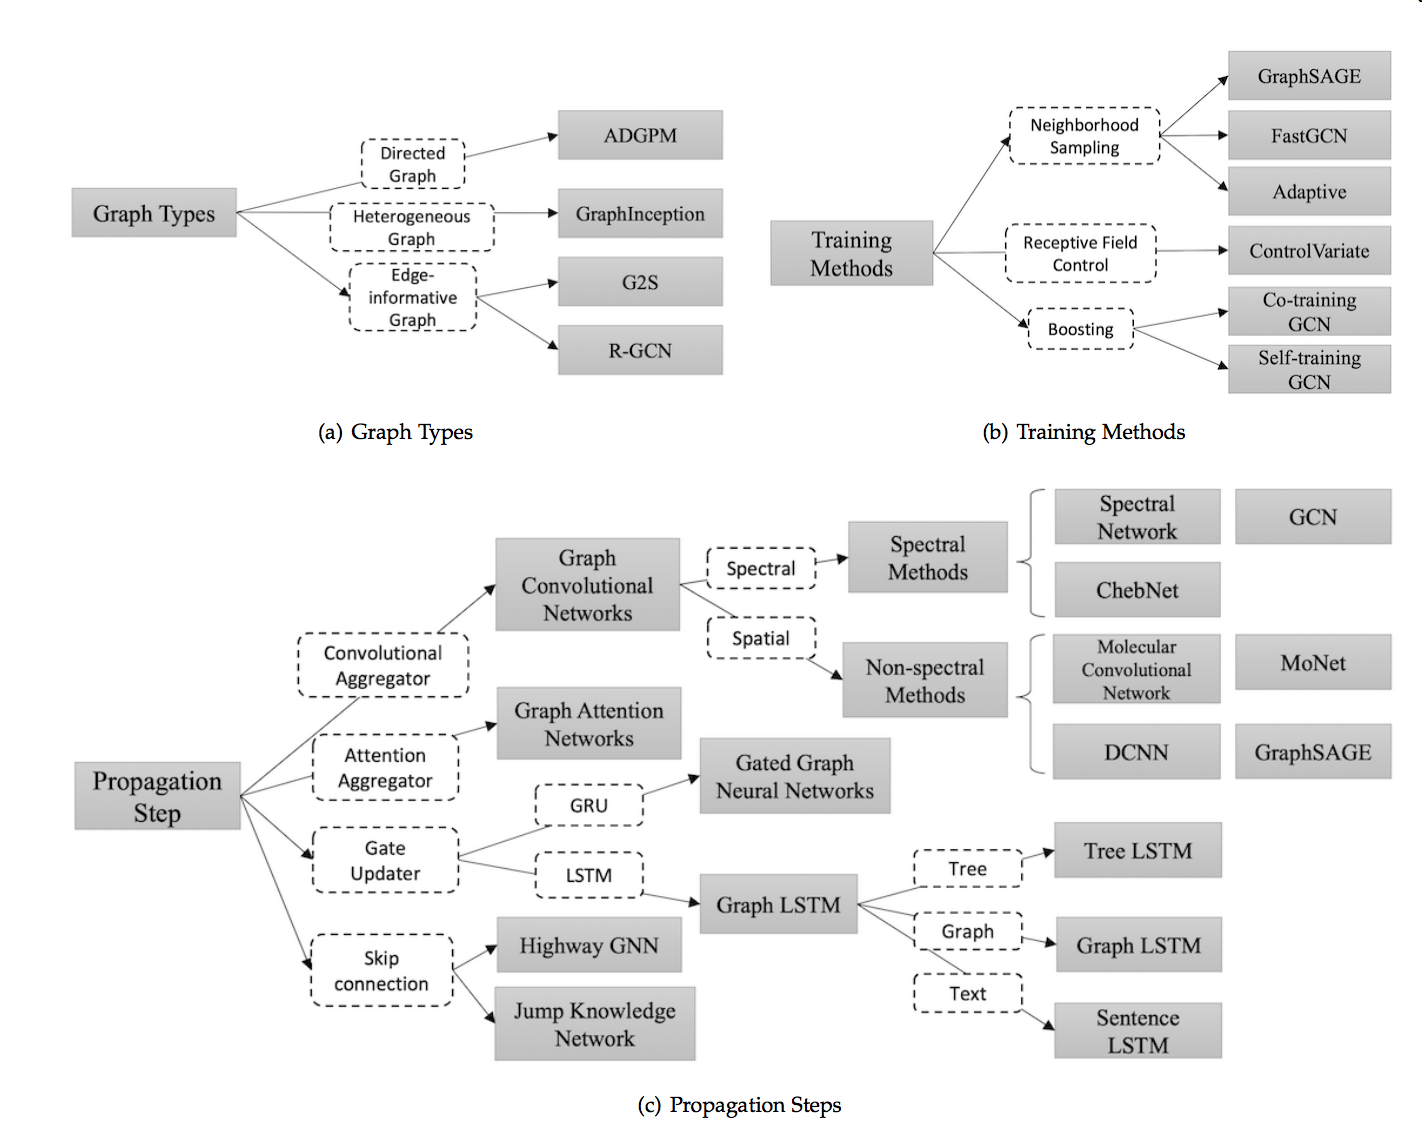 Graph Types
Directed
Graph
Heterogeneous
Graph
Edge-
informative
Graph
ADGPM
GraphInception
G2S
R-GCN
(a) Graph Types
Training
Methods
Neighborhood
Sampling
Receptive Field
Control
Boosting
GraphSAGE
FastGCN
Adaptive
ControlVariate
Co-training
GCN
Self-training
GCN
(b) Training Methods
Propagation
Step
Convolutional
Aggregator
Attention
Aggregator
Gate
Updater
Skip
connection
Graph
Convolutional
Networks
Graph Attention
Networks
GRU
LSTM
Highway GNN
Jump Knowledge
Network
Spectral
Spatial
Gated Graph
Neural Networks
Graph LSTM
Spectral
Methods
Non-spectral
Methods
Tree
Graph
Text
Spectral
Network
GCN
ChebNet
Molecular
Convolutional
Network
MoNet
DCNN
GraphSAGE
Tree LSTM
Graph LSTM
Sentence
LSTM
(c) Propagation Steps